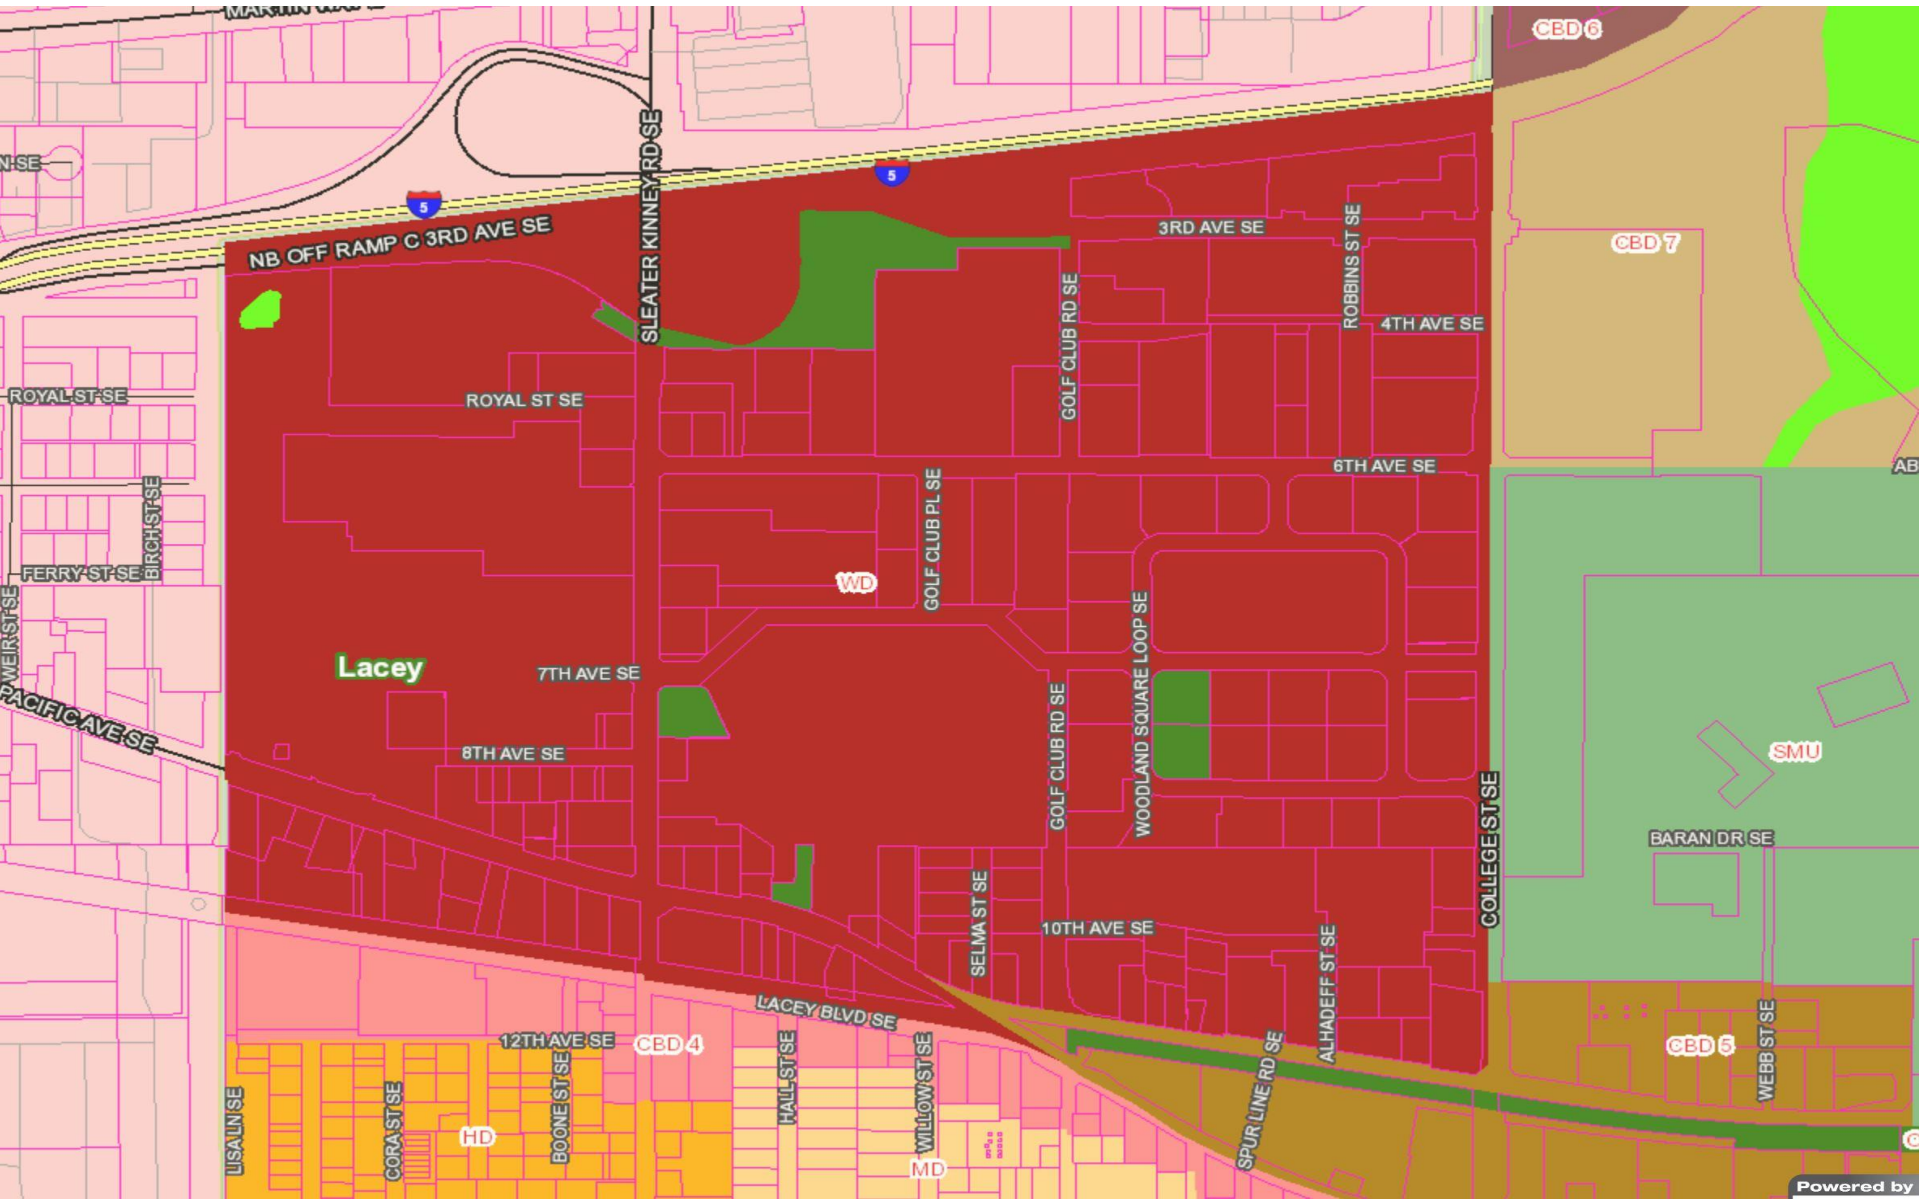 CBD 6
N SE
SLEATER KINNEY RD SE
5
5
NB OFF RAMP C 3RD AVE SE
3RD AVE SE
ROBBINS ST SE
CBD 7
GOLF CLUB RD SE
4TH AVE SE
ROYAL ST SE
ROYAL ST SE
6TH AVE SE
AB
BIRCH ST SE
GOLF CLUB PL SE
FERRY ST SE
WD
WEIR ST SE
WOODLAND SQUARE LOOP SE
Lacey
7TH AVE SE
GOLF CLUB RD SE
PACIFIC AVE SE
8TH AVE SE
SMU
COLLEGE ST SE
BARAN DR SE
SELMA ST SE
10TH AVE SE
ALHADEFF ST SE
LACEY BLVD SE
12TH AVE SE
CBD 4
CBD 5
WEBB ST SE
HALL ST SE
WILLOW ST SE
SPUR LINE RD SE
LISA LN SE
CORA ST SE
BOONE ST SE
HD
MD
Powered by